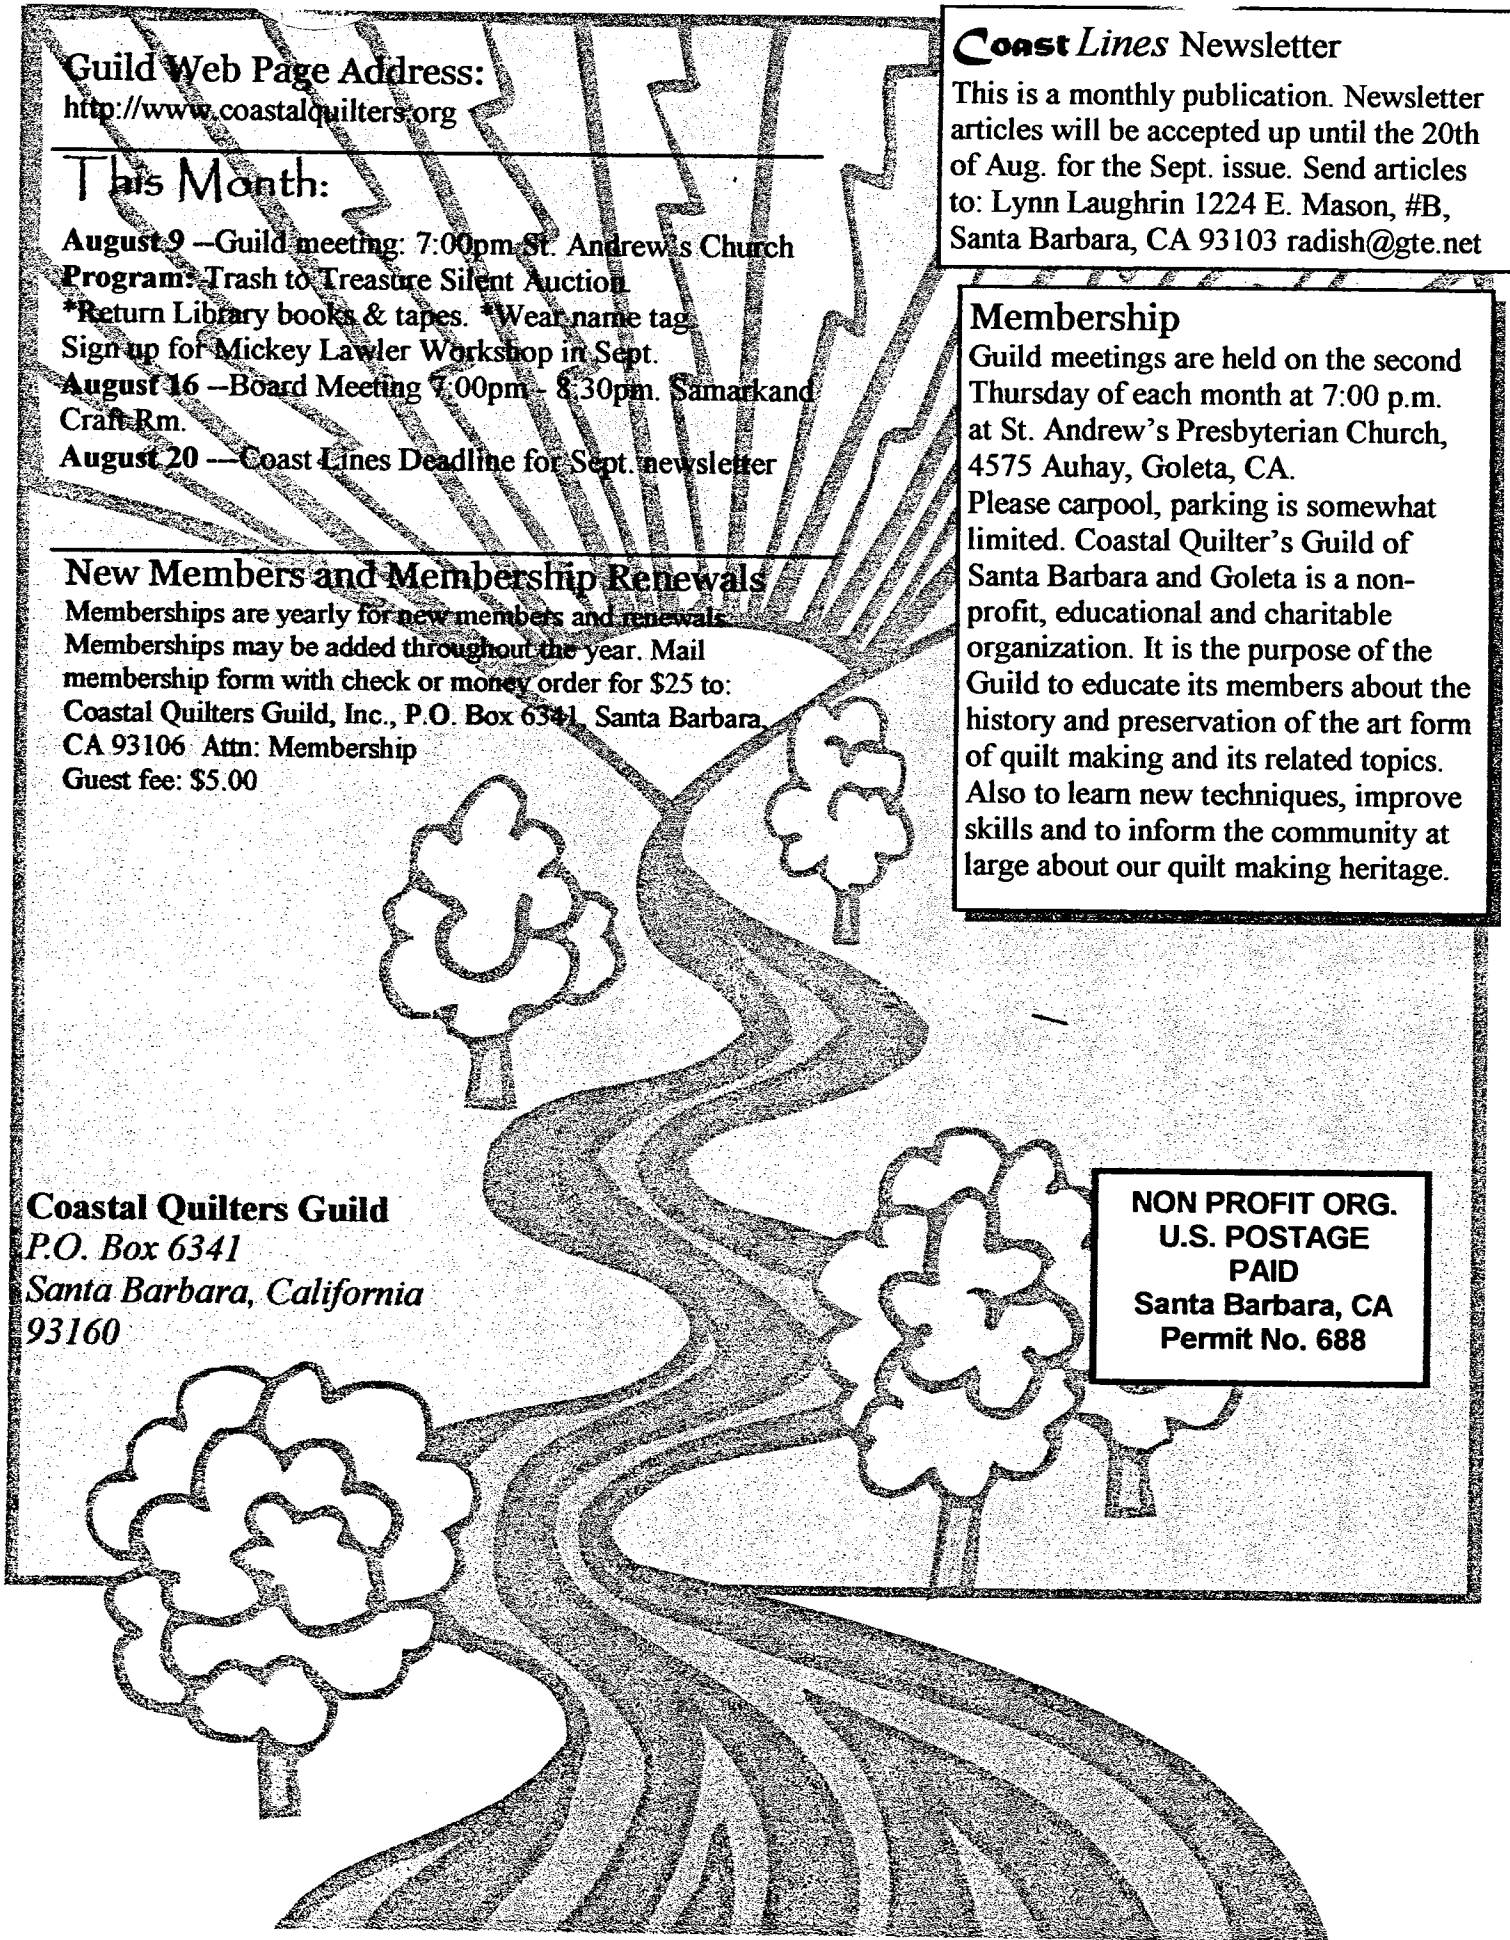 Guild Web Page Address:
http://www.coastalquilters.org
This Month:
August 9 –Guild meeting: 7:00pm St. Andrew's Church
Program: Trash to Treasure Silent Auction.
*Return Library books & tapes. *Wear name tag.
Sign up for Mickey Lawler Workshop in Sept.
August 16 –Board Meeting 7:00pm - 8:30pm. Samarkand
Craft Rm.
August 20 —Coast Lines Deadline for Sept. newsletter
New Members and Membership Renewals
Memberships are yearly for new members and renewals.
Memberships may be added throughout the year. Mail
membership form with check or money order for $25 to:
Coastal Quilters Guild, Inc., P.O. Box 6341, Santa Barbara,
CA 93106 Attn: Membership
Guest fee: $5.00
Coast Lines Newsletter
This is a monthly publication. Newsletter
articles will be accepted up until the 20th
of Aug. for the Sept. issue. Send articles
to: Lynn Laughrin 1224 E. Mason, #B,
Santa Barbara, CA 93103 radish@gte.net
Membership
Guild meetings are held on the second
Thursday of each month at 7:00 p.m.
at St. Andrew's Presbyterian Church,
4575 Auhay, Goleta, CA.
Please carpool, parking is somewhat
limited. Coastal Quilter's Guild of
Santa Barbara and Goleta is a non-
profit, educational and charitable
organization. It is the purpose of the
Guild to educate its members about the
history and preservation of the art form
of quilt making and its related topics.
Also to learn new techniques, improve
skills and to inform the community at
large about our quilt making heritage.
Coastal Quilters Guild
P.O. Box 6341
Santa Barbara, California
93160
NON PROFIT ORG.
U.S. POSTAGE
PAID
Santa Barbara, CA
Permit No. 688